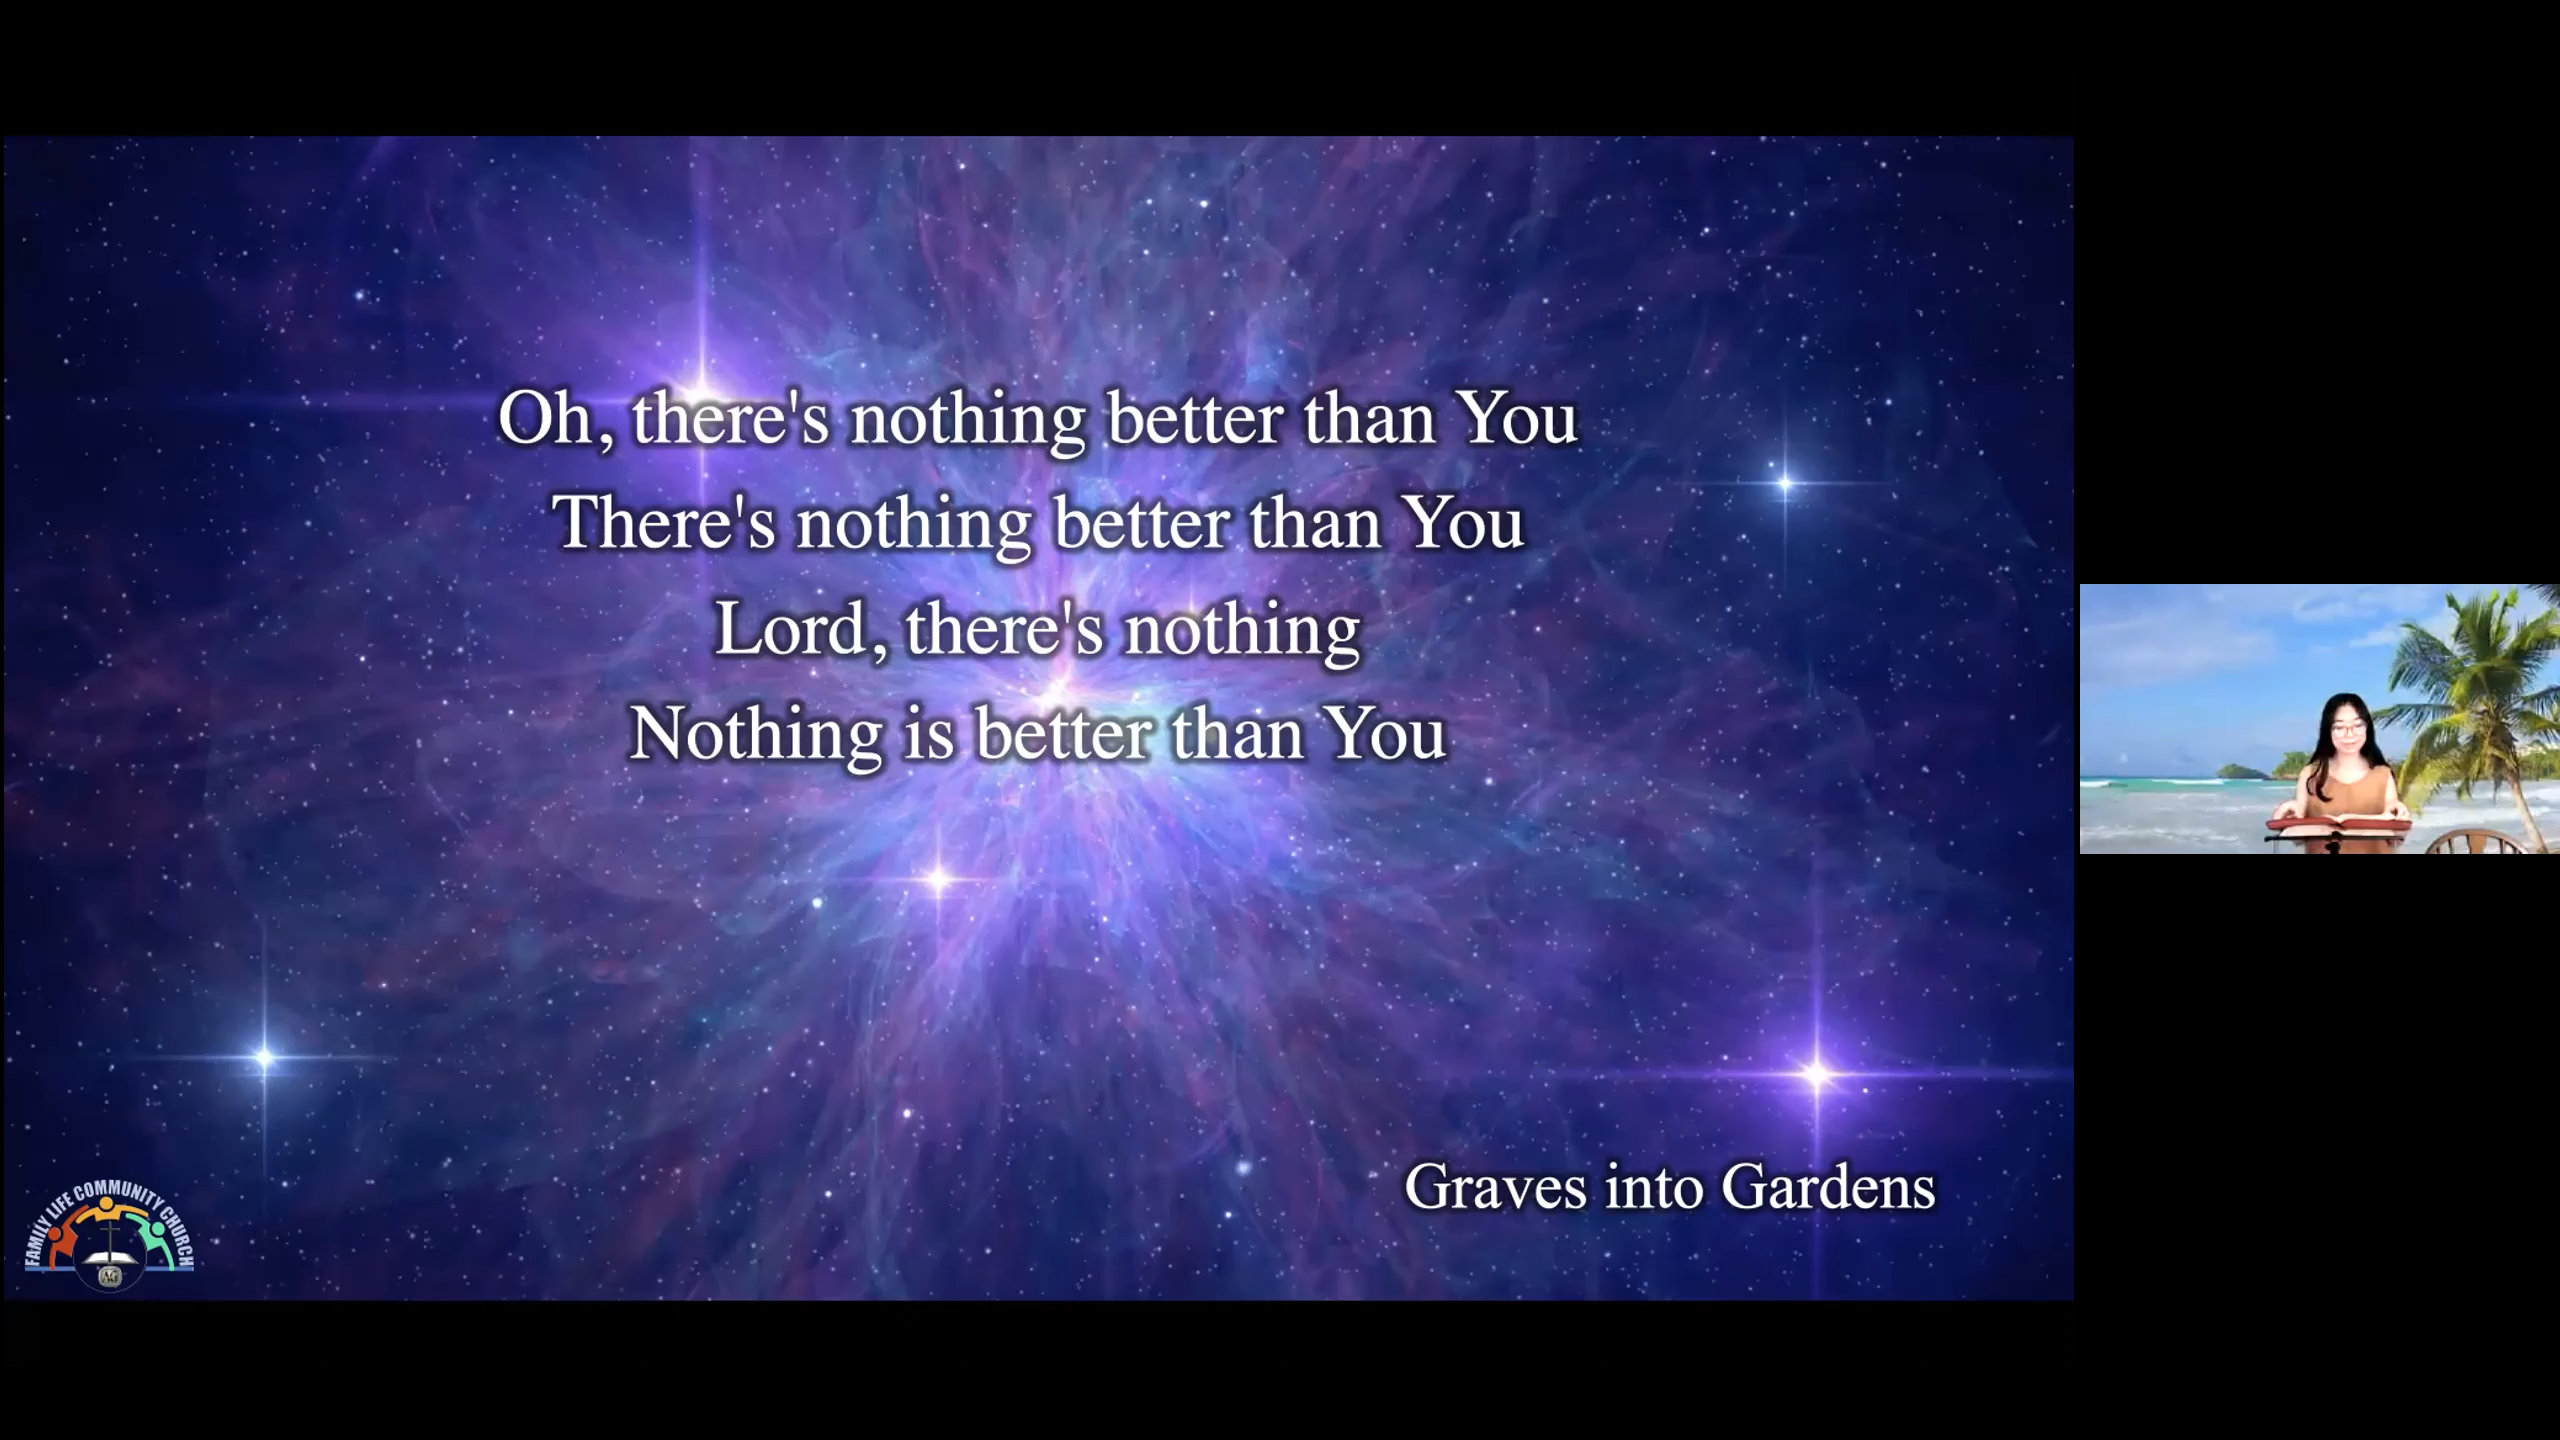 Oh, there's nothing better than You
There's nothing better than You
Lord, there's nothing
Nothing is better than You
Graves into Gardens
FAMILY LIFE COMMUNITY CHURCH
AG